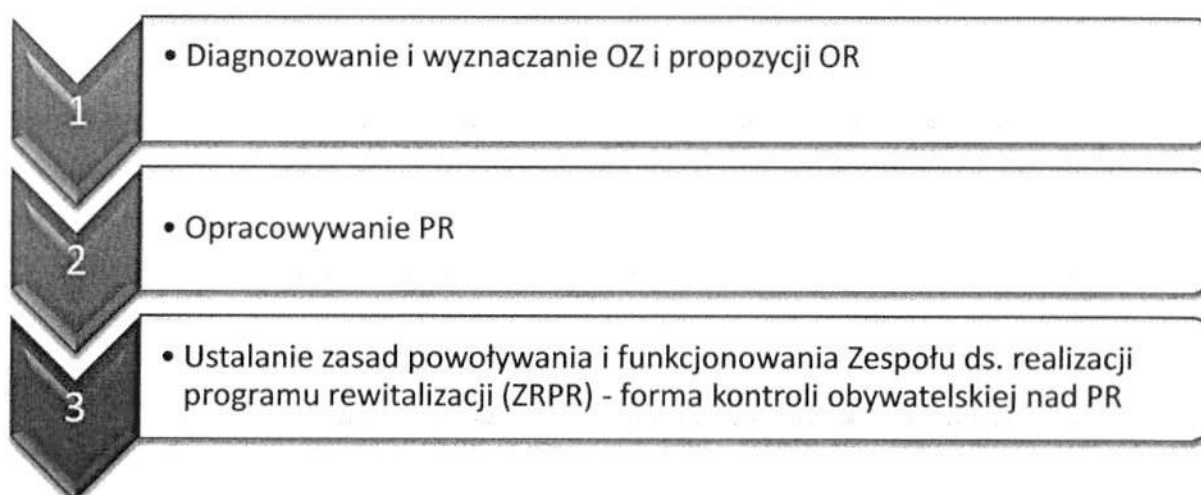 1
• Diagnozowanie i wyznaczanie OZ i propozycji OR
2
• Opracowywanie PR
3
• Ustalanie zasad powoływania i funkcjonowania Zespołu ds. realizacji
programu rewitalizacji (ZRPR) - forma kontroli obywatelskiej nad PR